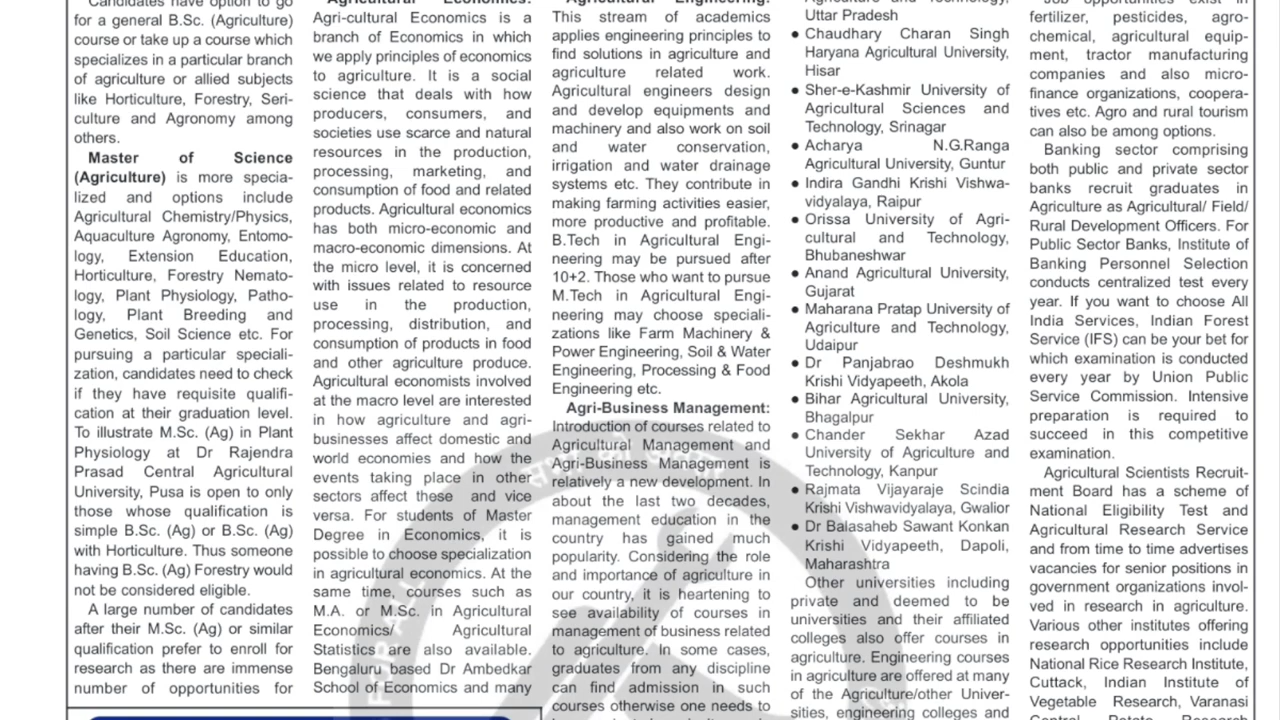 Candidates have option to go
for a general B.Sc. (Agriculture)
course or take up a course which
specializes in a particular branch
of agriculture or allied subjects
like Horticulture, Forestry, Seri-
culture and Agronomy among
others.
Master of Science
(Agriculture) is more specia-
lized and options include
Agricultural Chemistry/Physics,
Aquaculture Agronomy, Entomo-
logy, Extension Education,
Horticulture, Forestry Nemato-
logy, Plant Physiology, Patho-
logy, Plant Breeding and
Genetics, Soil Science etc. For
pursuing a particular speciali-
zation, candidates need to check
if they have requisite qualifi-
cation at their graduation level.
To illustrate M.Sc. (Ag) in Plant
Physiology at Dr Rajendra
Prasad Central Agricultural
University, Pusa is open to only
those whose qualification is
simple B.Sc. (Ag) or B.Sc. (Ag)
with Horticulture. Thus someone
having B.Sc. (Ag) Forestry would
not be considered eligible.
A large number of candidates
after their M.Sc. (Ag) or similar
qualification prefer to enroll for
research as there are immense
number of opportunities for
Agricultural Economics:
Agri-cultural Economics is a
branch of Economics in which
we apply principles of economics
to agriculture. It is a social
science that deals with how
producers, consumers, and
societies use scarce and natural
resources in the production,
processing, marketing, and
consumption of food and related
products. Agricultural economics
has both micro-economic and
macro-economic dimensions. At
the micro level, it is concerned
with issues related to resource
use in the production,
processing, distribution, and
consumption of products in food
and other agriculture produce.
Agricultural economists involved
at the macro level are interested
in how agriculture and agri-
businesses affect domestic and
world economies and how the
events taking place in other
sectors affect these and vice
versa. For students of Master
Degree in Economics, it is
possible to choose specialization
in agricultural economics. At the
same time, courses such as
M.A. or M.Sc. in Agricultural
Economics/ Agricultural
Statistics are also available.
Bengaluru based Dr Ambedkar
School of Economics and many
Agricultural Engineering:
This stream of academics
applies engineering principles to
find solutions in agriculture and
agriculture related work.
Agricultural engineers design
and develop equipments and
machinery and also work on soil
and water conservation,
irrigation and water drainage
systems etc. They contribute in
making farming activities easier,
more productive and profitable.
B.Tech in Agricultural Engi-
neering may be pursued after
10+2. Those who want to pursue
M.Tech in Agricultural Engi-
neering may choose speciali-
zations like Farm Machinery &
Power Engineering, Soil & Water
Engineering, Processing & Food
Engineering etc.
Agri-Business Management:
Introduction of courses related to
Agricultural Management and
Agri-Business Management is
relatively a new development. In
about the last two decades,
management education in the
country has gained much
popularity. Considering the role
and importance of agriculture in
our country, it is heartening to
see availability of courses in
management of business related
to agriculture. In some cases,
graduates from any discipline
can find admission in such
courses otherwise one needs to
Agriculture and Technology,
Uttar Pradesh
● Chaudhary Charan Singh
Haryana Agricultural University,
Hisar
● Sher-e-Kashmir University of
Agricultural Sciences and
Technology, Srinagar
● Acharya N.G.Ranga
Agricultural University, Guntur
● Indira Gandhi Krishi Vishwa-
vidyalaya, Raipur
● Orissa University of Agri-
cultural and Technology,
Bhubaneshwar
● Anand Agricultural University,
Gujarat
● Maharana Pratap University of
Agriculture and Technology,
Udaipur
● Dr Panjabrao Deshmukh
Krishi Vidyapeeth, Akola
● Bihar Agricultural University,
Bhagalpur
● Chander Sekhar Azad
University of Agriculture and
Technology, Kanpur
● Rajmata Vijayaraje Scindia
Krishi Vishwavidyalaya, Gwalior
● Dr Balasaheb Sawant Konkan
Krishi Vidyapeeth, Dapoli,
Maharashtra
Other universities including
private and deemed to be
universities and their affiliated
colleges also offer courses in
agriculture. Engineering courses
in agriculture are offered at many
of the Agriculture/other Univer-
sities, engineering colleges and
Job opportunities exist in
fertilizer, pesticides, agro-
chemical, agricultural equip-
ment, tractor manufacturing
companies and also micro-
finance organizations, coopera-
tives etc. Agro and rural tourism
can also be among options.
Banking sector comprising
both public and private sector
banks recruit graduates in
Agriculture as Agricultural/ Field/
Rural Development Officers. For
Public Sector Banks, Institute of
Banking Personnel Selection
conducts centralized test every
year. If you want to choose All
India Services, Indian Forest
Service (IFS) can be your bet for
which examination is conducted
every year by Union Public
Service Commission. Intensive
preparation is required to
succeed in this competitive
examination.
Agricultural Scientists Recruit-
ment Board has a scheme of
National Eligibility Test and
Agricultural Research Service
and from time to time advertises
vacancies for senior positions in
government organizations invol-
ved in research in agriculture.
Various other institutes offering
research opportunities include
National Rice Research Institute,
Cuttack, Indian Institute of
Vegetable Research, Varanasi
Central Potato Research
FOR ALL